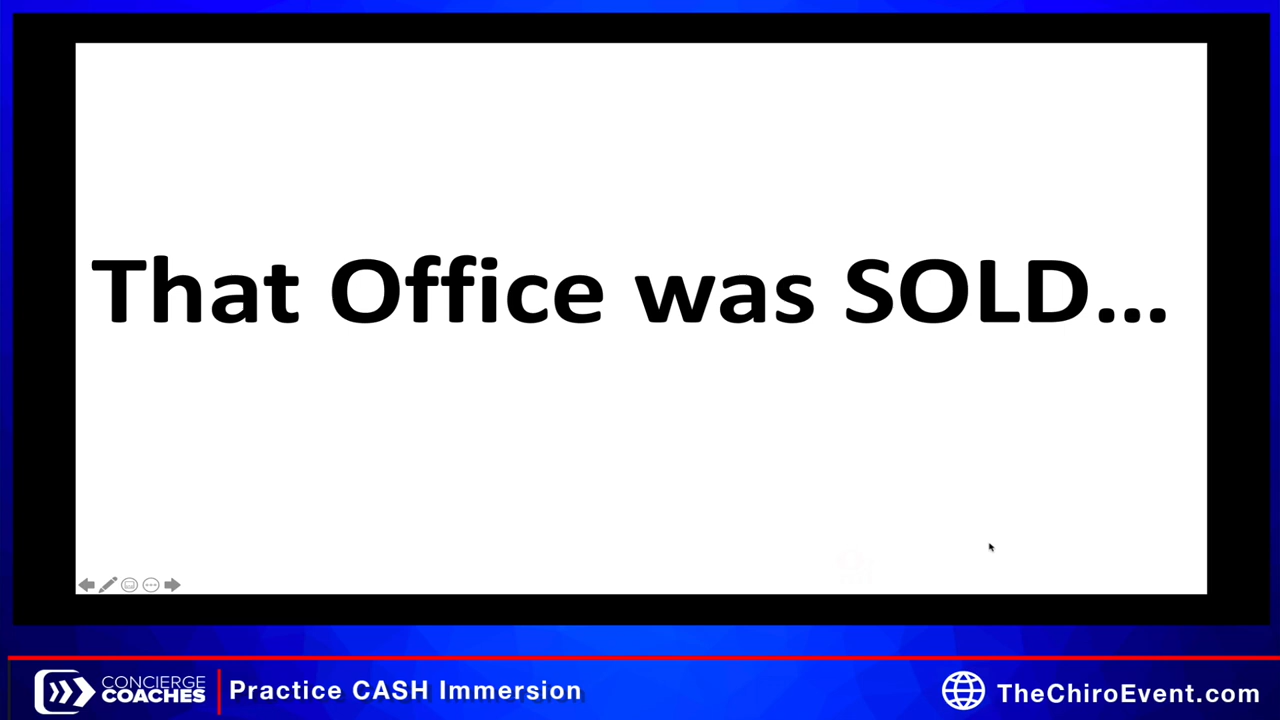 That Office was SOLD...
CONCIERGE
COACHES
Practice CASH Immersion
TheChiroEvent.com